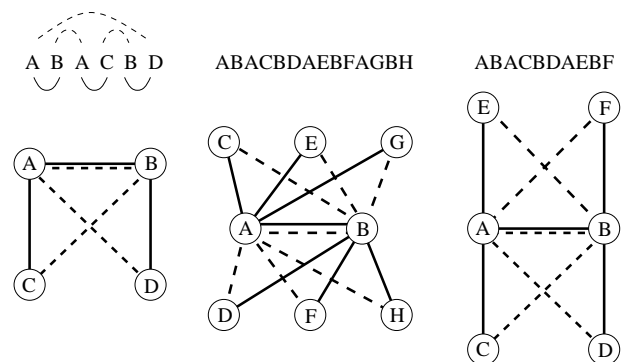 A B A C B D
ABACBDAEBFAGBH
ABACBDAEBF
A B
C D
C E G
A B
D F H
E F
A B
C D